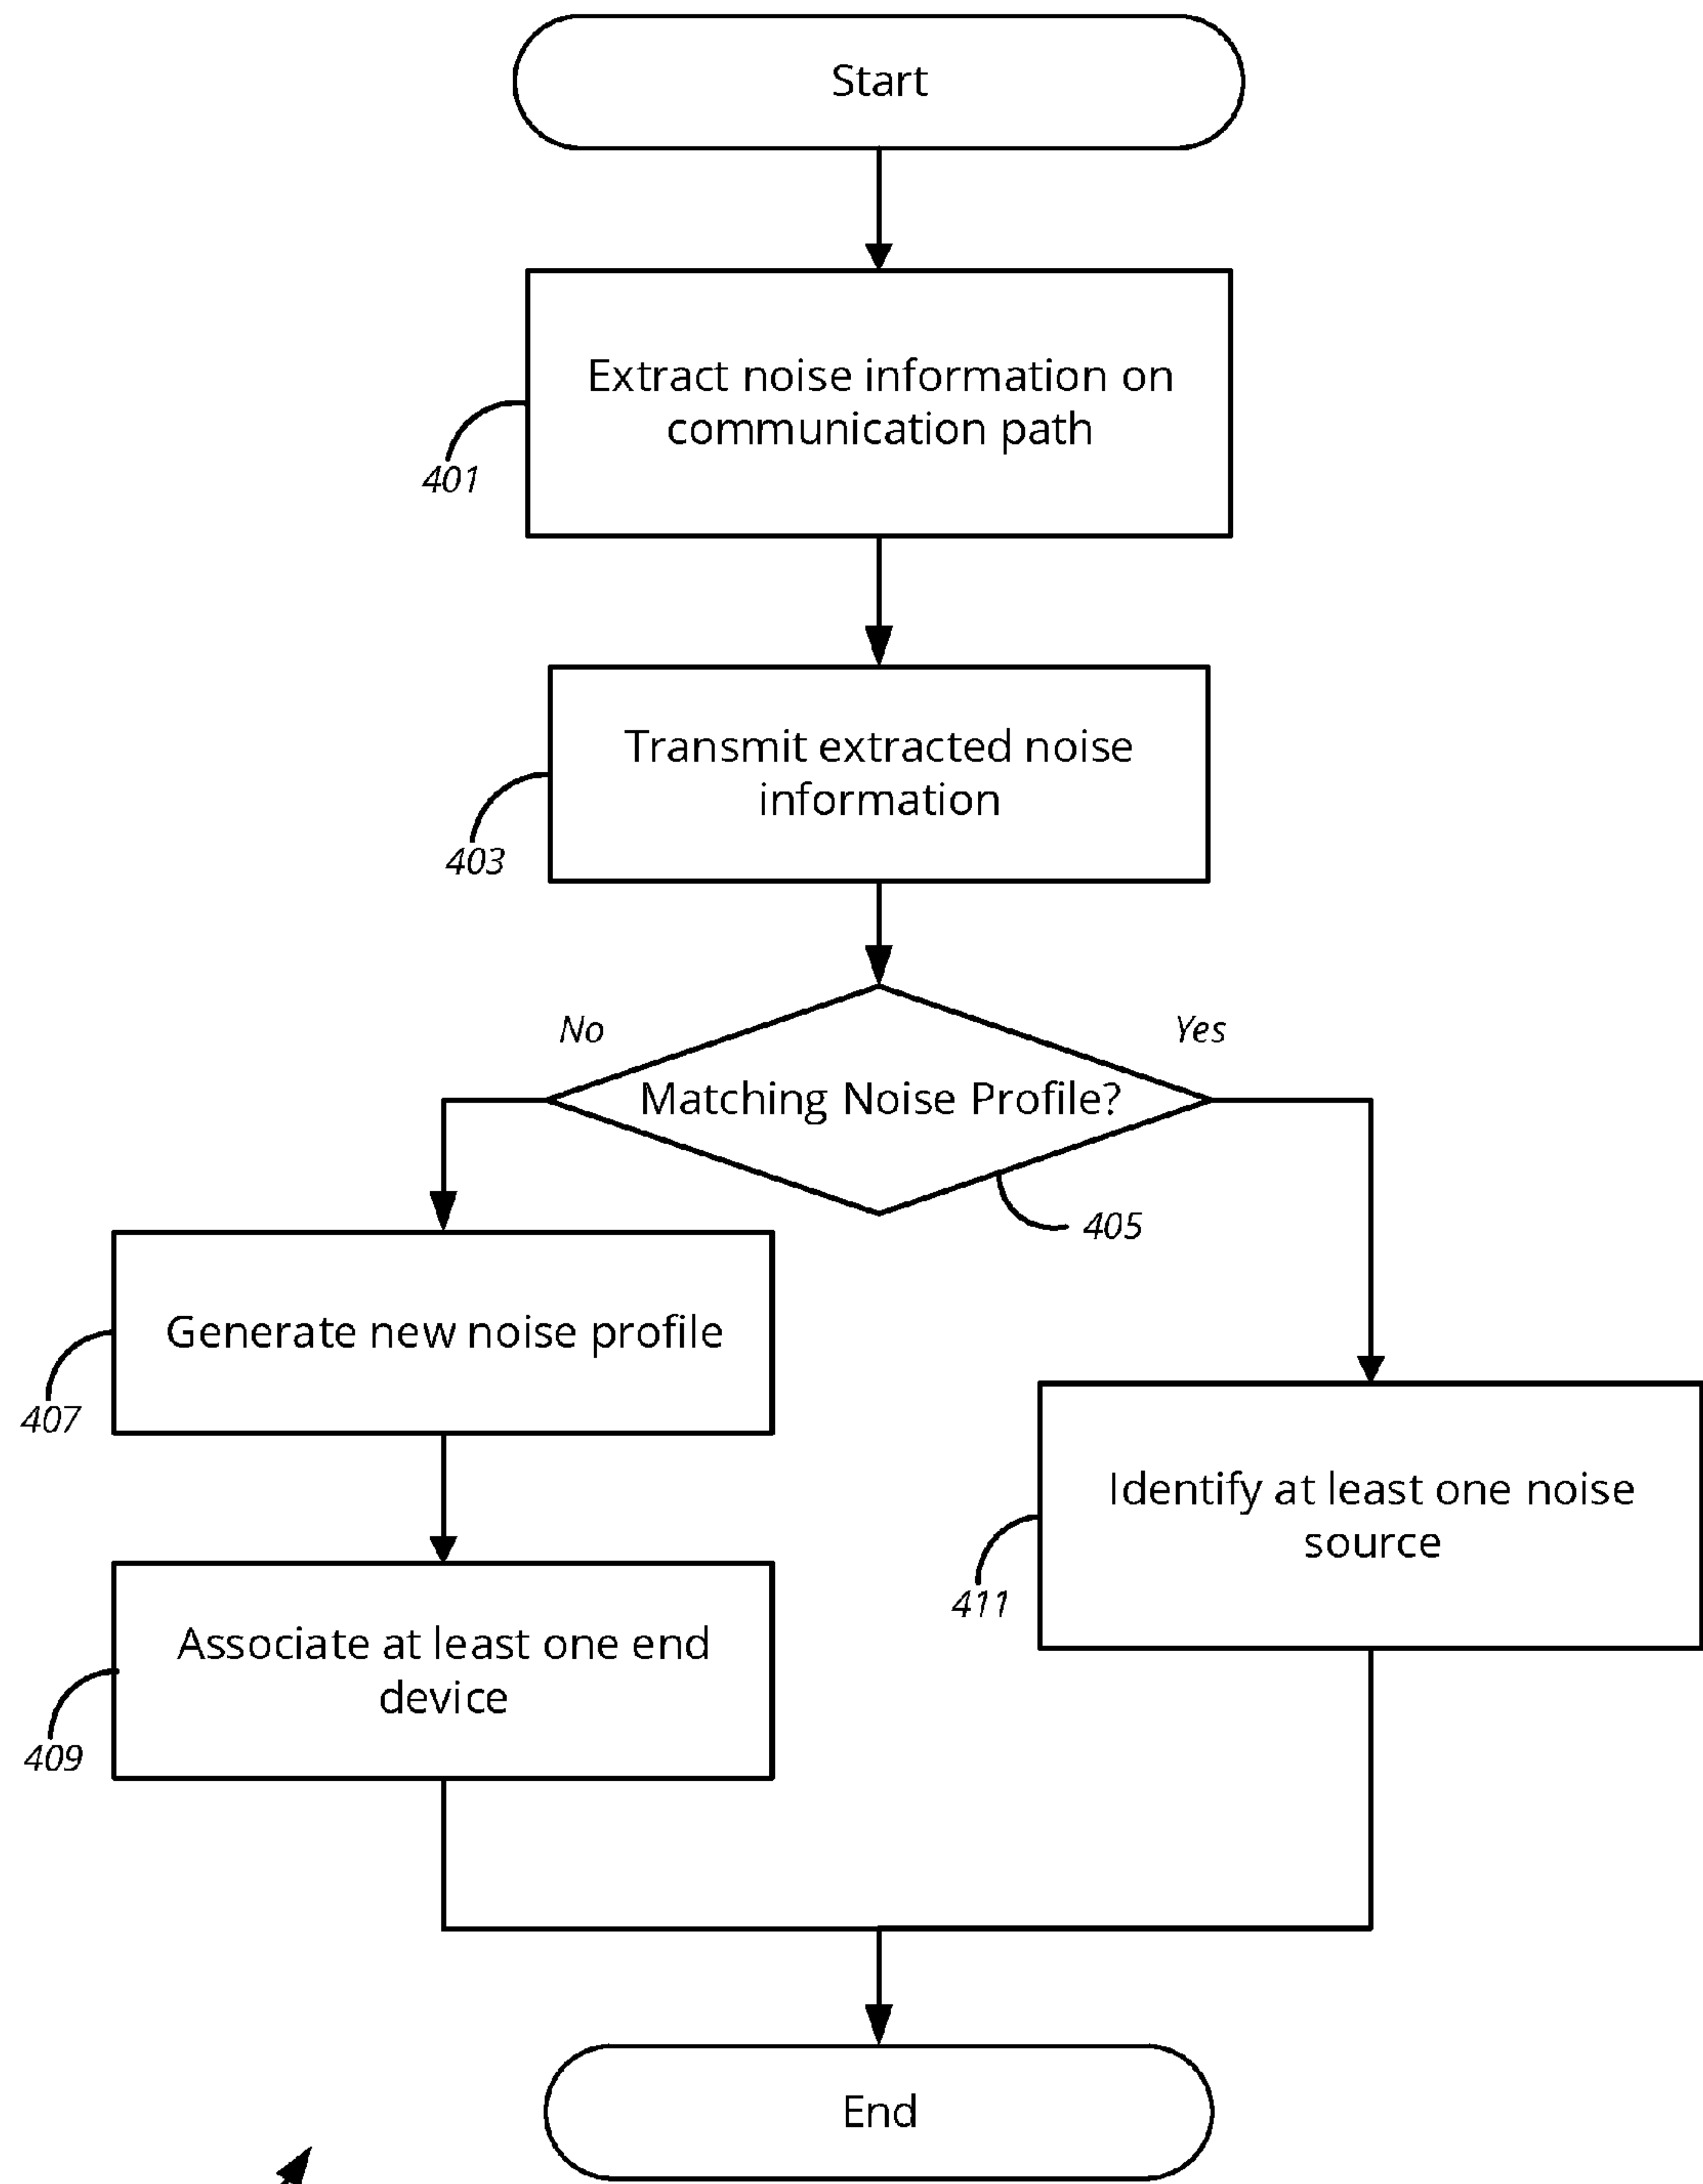 Start
Extract noise information on
communication path
401
Transmit extracted noise
information
403
No
Yes
Matching Noise Profile?
405
Generate new noise profile
407
Identify at least one noise
source
411
Associate at least one end
device
409
End